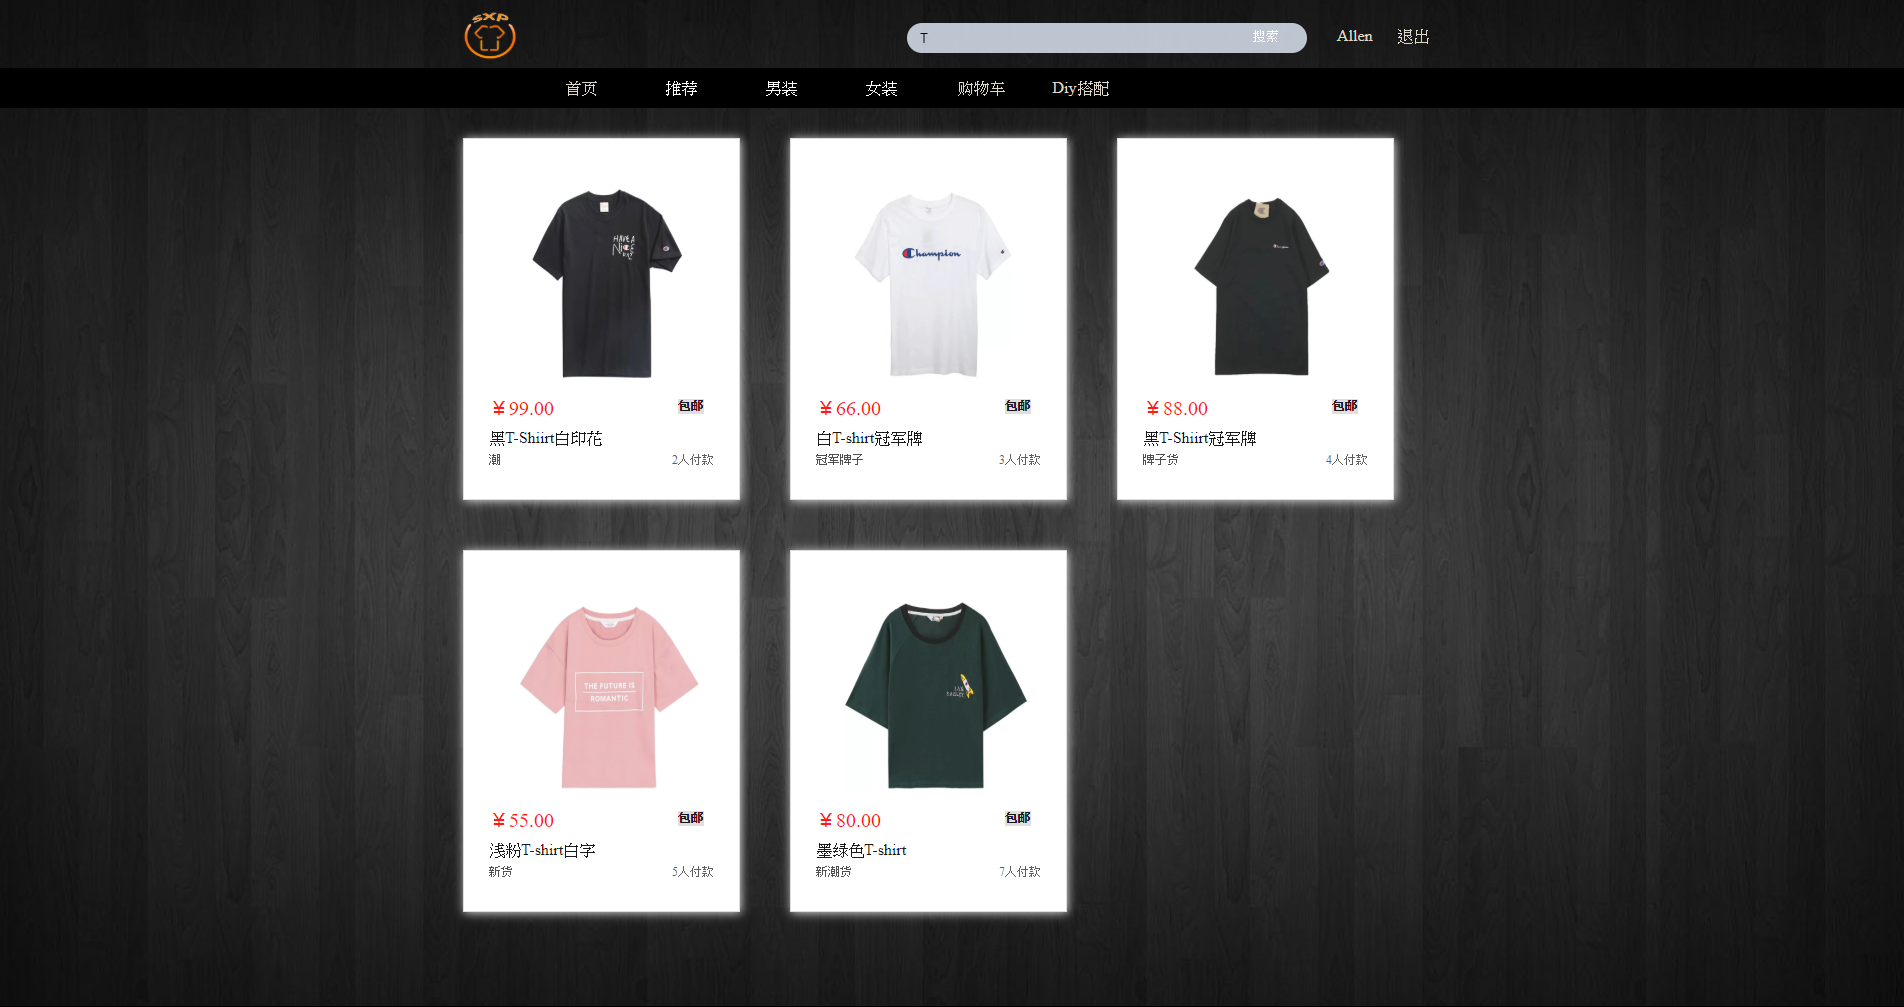 SXP
T 搜索 Allen 退出
首页 推荐 男装 女装 购物车 Diy搭配
HAVE A
NICE
DAY
Champion
Champion
￥99.00 包邮
黑T-Shiirt白印花
潮 2人付款
￥66.00 包邮
白T-shirt冠军牌
冠军牌子 3人付款
￥88.00 包邮
黑T-Shiirt冠军牌
牌子货 4人付款
THE FUTURE IS
ROMANTIC
￥55.00 包邮
浅粉T-shirt白字
新货 5人付款
￥80.00 包邮
墨绿色T-shirt
新潮货 7人付款